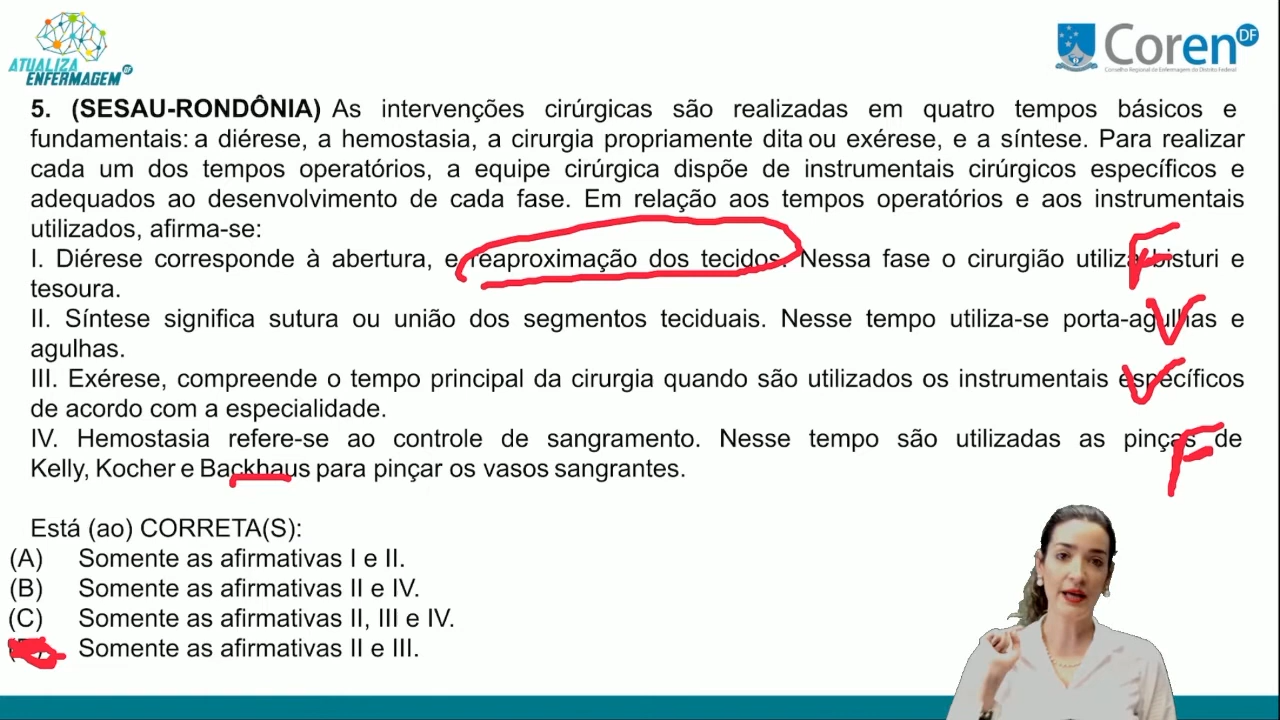 ATUALIZA
ENFERMAGEM DF
Coren DF
Conselho Regional de Enfermagem do Distrito Federal
5. (SESAU-RONDÔNIA) As intervenções cirúrgicas são realizadas em quatro tempos básicos e
fundamentais: a diérese, a hemostasia, a cirurgia propriamente dita ou exérese, e a síntese. Para realizar
cada um dos tempos operatórios, a equipe cirúrgica dispõe de instrumentais cirúrgicos específicos e
adequados ao desenvolvimento de cada fase. Em relação aos tempos operatórios e aos instrumentais
utilizados, afirma-se:
I. Diérese corresponde à abertura, e reaproximação dos tecidos. Nessa fase o cirurgião utiliza bisturi e F
tesoura.
II. Síntese significa sutura ou união dos segmentos teciduais. Nesse tempo utiliza-se porta-agulhas e V
agulhas.
III. Exérese, compreende o tempo principal da cirurgia quando são utilizados os instrumentais específicos V
de acordo com a especialidade.
IV. Hemostasia refere-se ao controle de sangramento. Nesse tempo são utilizadas as pinças de F
Kelly, Kocher e Backhaus para pinçar os vasos sangrantes.
Está (ao) CORRETA(S):
(A) Somente as afirmativas I e II.
(B) Somente as afirmativas II e IV.
(C) Somente as afirmativas II, III e IV.
Somente as afirmativas II e III.